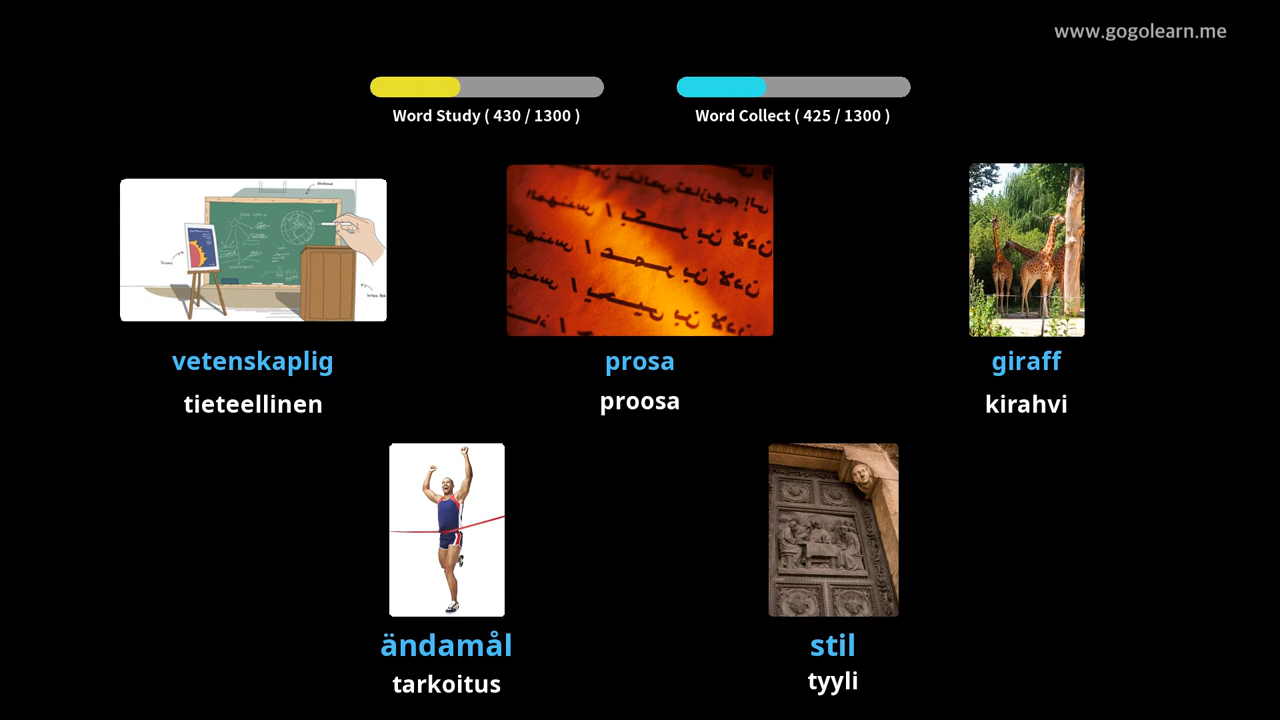 www.gogolearn.me
Word Study ( 430 / 1300 )
Word Collect ( 425 / 1300 )
vetenskaplig
prosa
giraff
tieteellinen
proosa
kirahvi
ändamål
stil
tarkoitus
tyyli